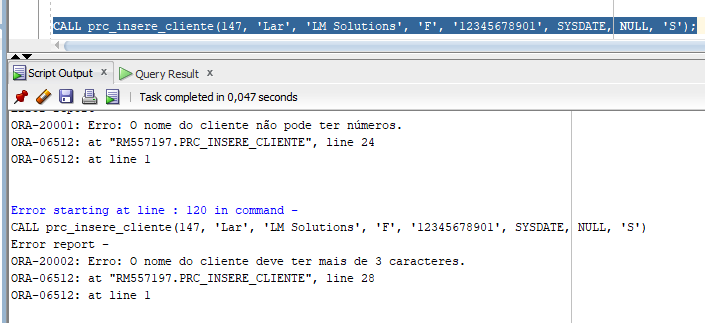 CALL prc_insere_cliente(147, 'Lar', 'LM Solutions', 'F', '12345678901', SYSDATE, NULL, 'S');
Script Output x Query Result x
Task completed in 0,047 seconds
ORA-20001: Erro: O nome do cliente não pode ter números.
ORA-06512: at "RM557197.PRC_INSERE_CLIENTE", line 24
ORA-06512: at line 1
Error starting at line : 120 in command -
CALL prc_insere_cliente(147, 'Lar', 'LM Solutions', 'F', '12345678901', SYSDATE, NULL, 'S')
Error report -
ORA-20002: Erro: O nome do cliente deve ter mais de 3 caracteres.
ORA-06512: at "RM557197.PRC_INSERE_CLIENTE", line 28
ORA-06512: at line 1